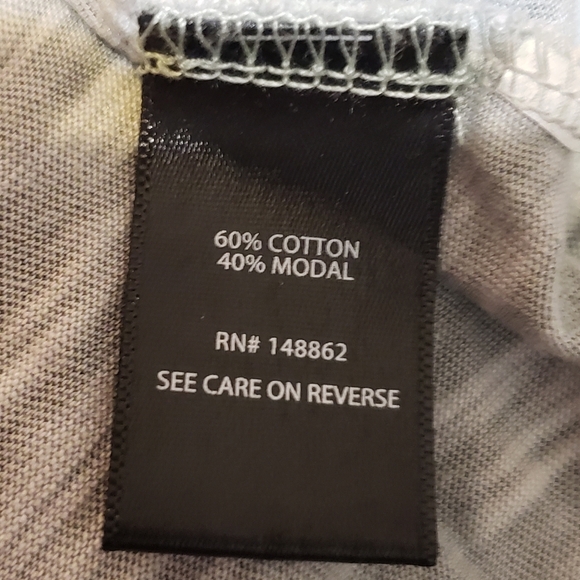 60% COTTON
40% MODAL
RN# 148862
SEE CARE ON REVERSE